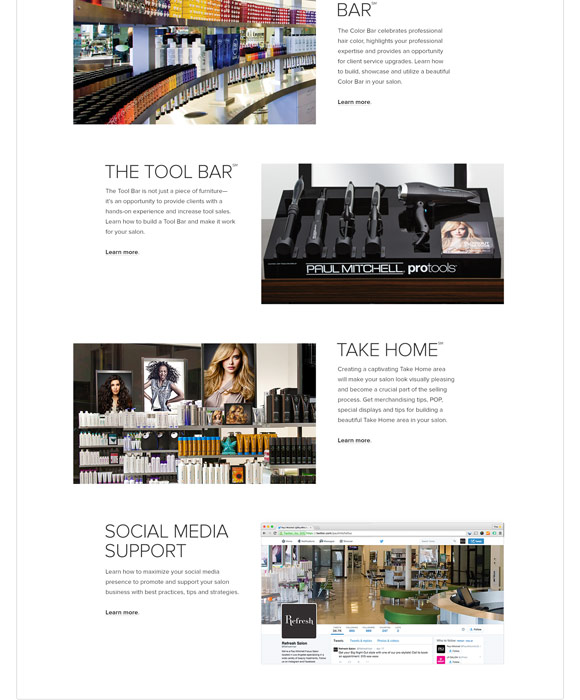 BAR℠
The Color Bar celebrates professional
hair color, highlights your professional
expertise and provides an opportunity
for client service upgrades. Learn how
to build, showcase and utilize a beautiful
Color Bar in your salon.
Learn more.
THE TOOL BAR℠
The Tool Bar is not just a piece of furniture—
it's an opportunity to provide clients with a
hands-on experience and increase tool sales.
Learn how to build a Tool Bar and make it work
for your salon.
Learn more.
PAUL MITCHELL. protools
TAKE HOME℠
Creating a captivating Take Home area
will make your salon look visually pleasing
and become a crucial part of the selling
process. Get merchandising tips, POP,
special displays and tips for building a
beautiful Take Home area in your salon.
Learn more.
SOCIAL MEDIA
SUPPORT
Learn how to maximize your social media
presence to promote and support your salon
business with best practices, tips and strategies.
Learn more.
Refresh
Refresh Salon
Tweets